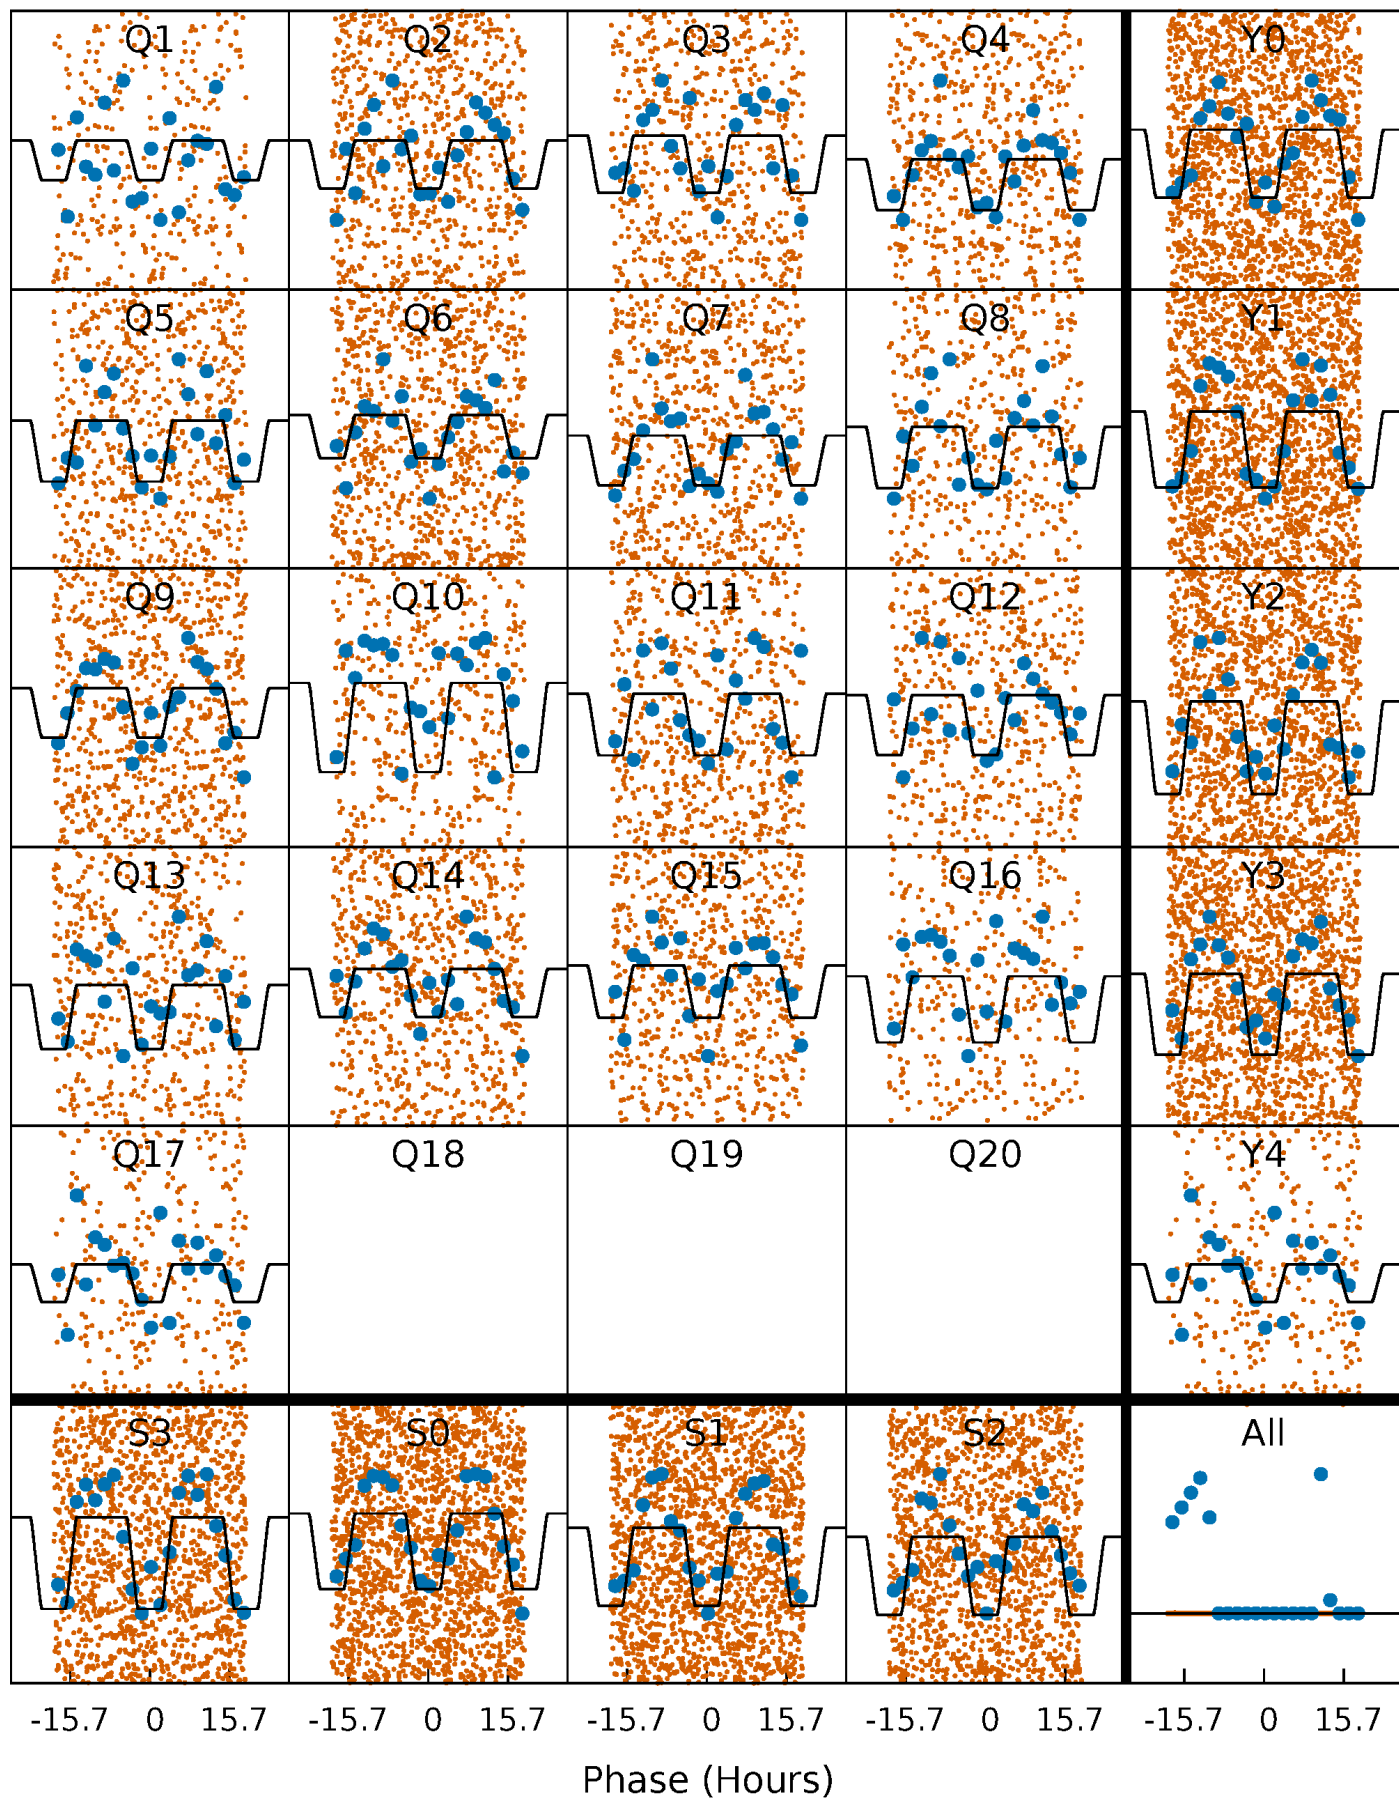 Q1 Q2 Q3 Q4 Y0
Q5 Q6 Q7 Q8 Y1
Q9 Q10 Q11 Q12 Y2
Q13 Q14 Q15 Q16 Y3
Q17 Q18 Q19 Q20 Y4
S3 S0 S1 S2 All
-15.7 0 15.7 -15.7 0 15.7 -15.7 0 15.7 -15.7 0 15.7 -15.7 0 15.7
Phase (Hours)